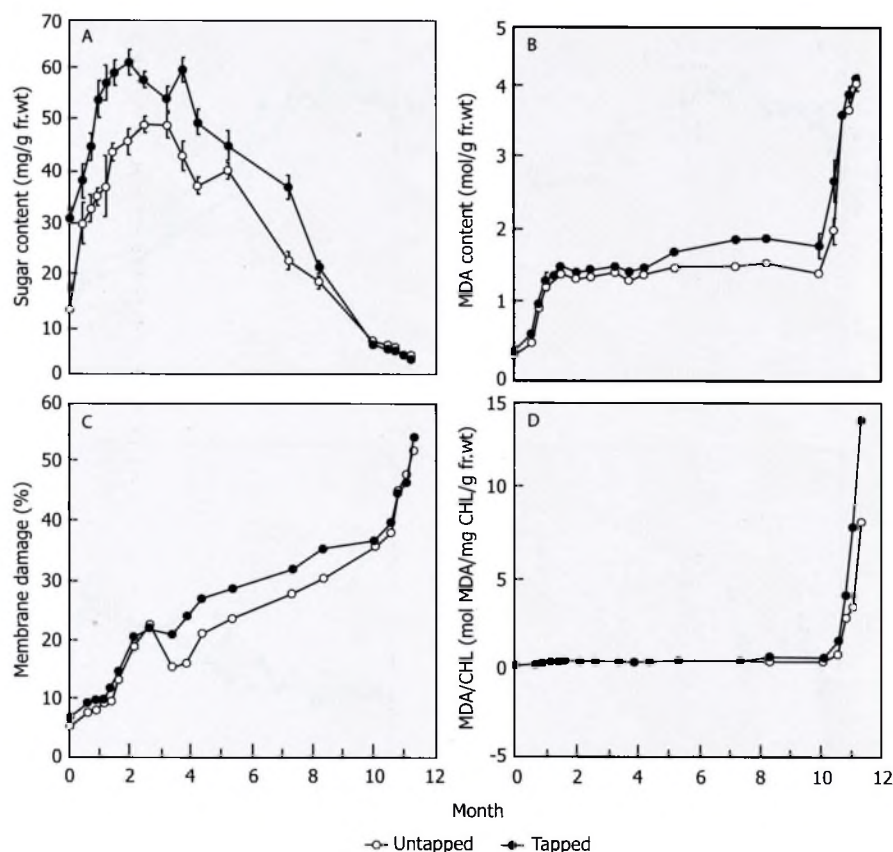 A
Sugar content (mg/g fr.wt)
70
60
50
40
30
20
10
0
B
MDA content (mol/g fr.wt)
5
4
3
2
1
0
C
Membrane damage (%)
60
50
40
30
20
10
0
0 2 4 6 8 10 12
D
MDA/CHL (mol MDA/mg CHL/g fr.wt)
15
10
5
0
-5
0 2 4 6 8 10 12
Month
Untapped Tapped